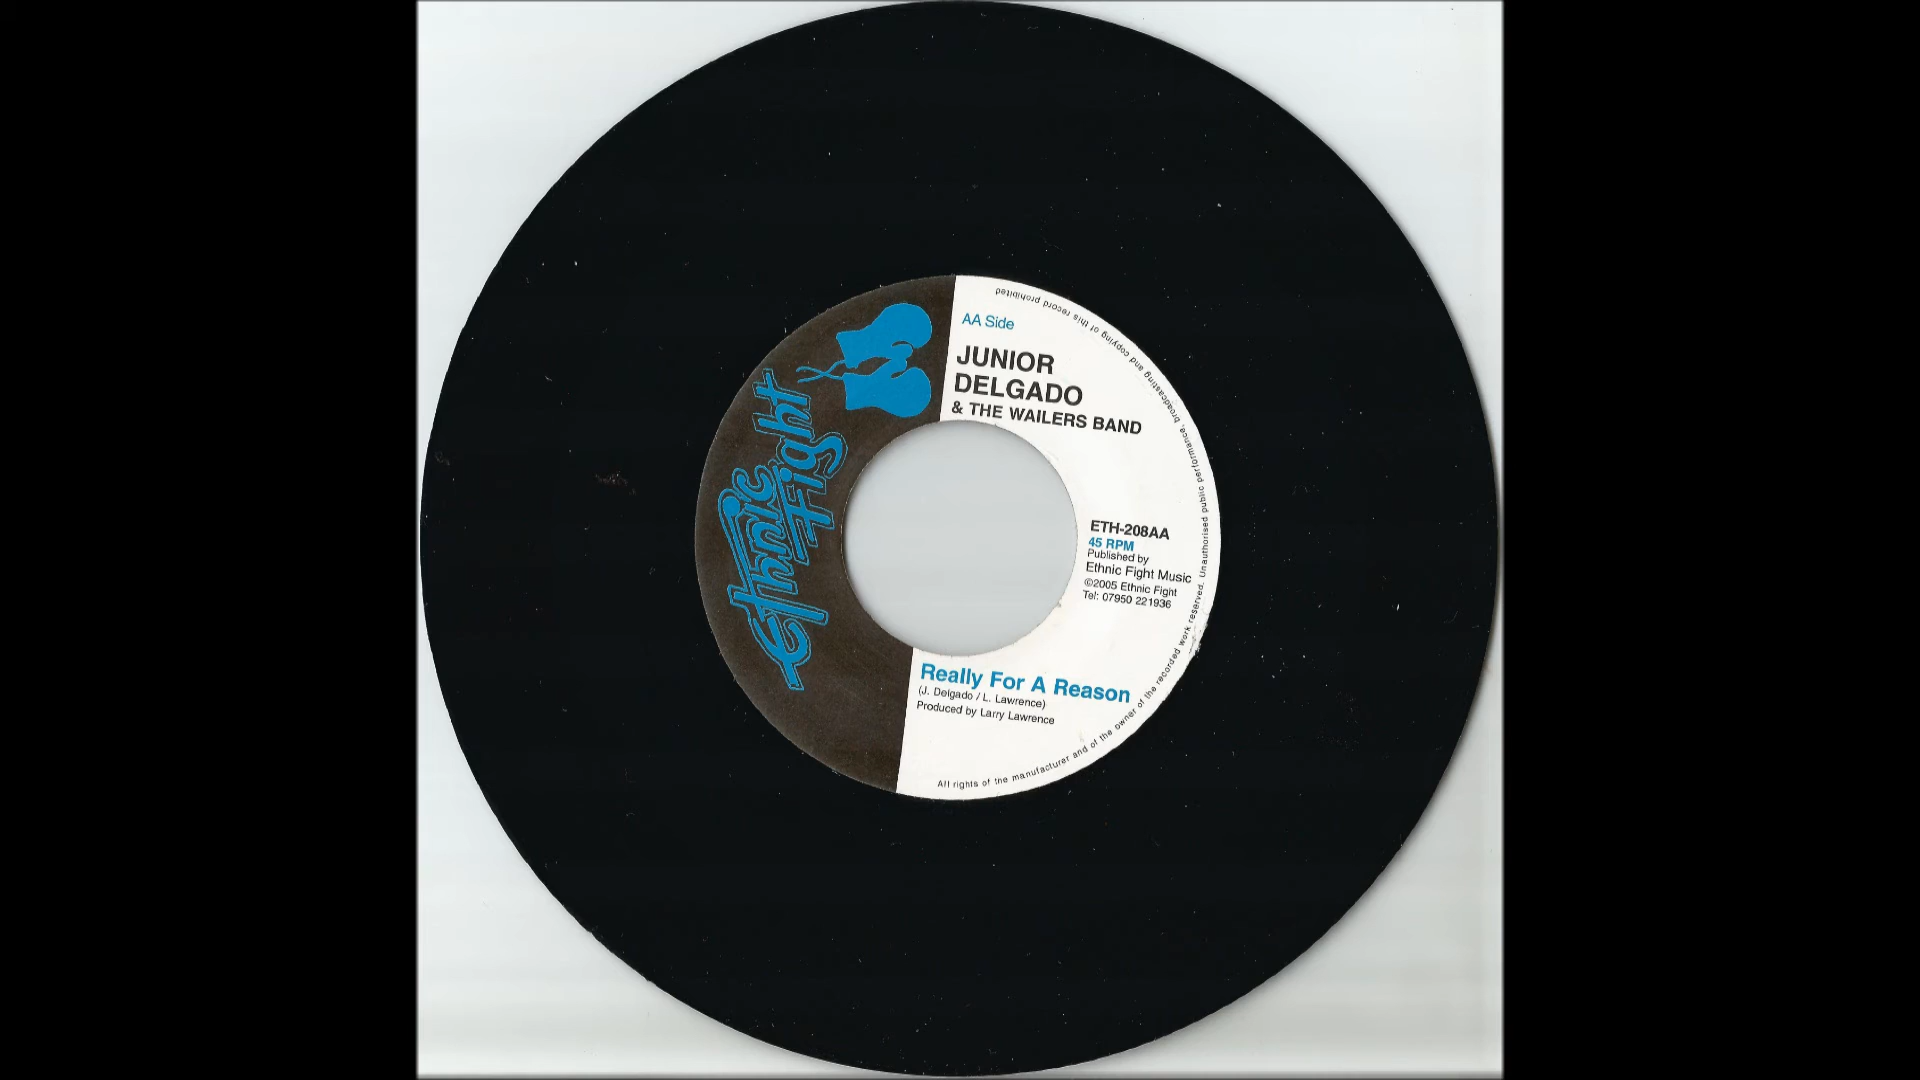 Ethnic
Fight
AA Side
JUNIOR
DELGADO
& THE WAILERS BAND
ETH-208AA
45 RPM
Published by
Ethnic Fight Music
©2005 Ethnic Fight
Tel: 07950 221936
Really For A Reason
(J. Delgado / L. Lawrence)
Produced by Larry Lawrence
All rights of the manufacturer and of the owner of the recorded work reserved. Unauthorised public performance, broadcasting and copying of this record prohibited